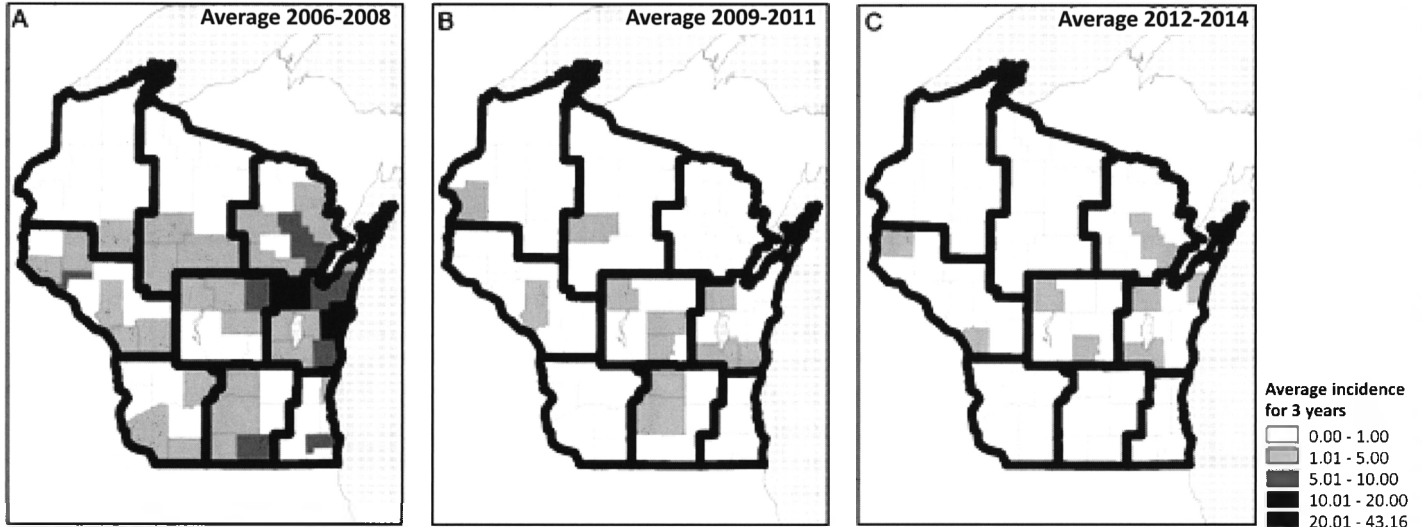 A
Average 2006-2008
B
Average 2009-2011
C
Average 2012-2014
Average incidence
for 3 years
0.00 - 1.00
1.01 - 5.00
5.01 - 10.00
10.01 - 20.00
20.01 - 43.16